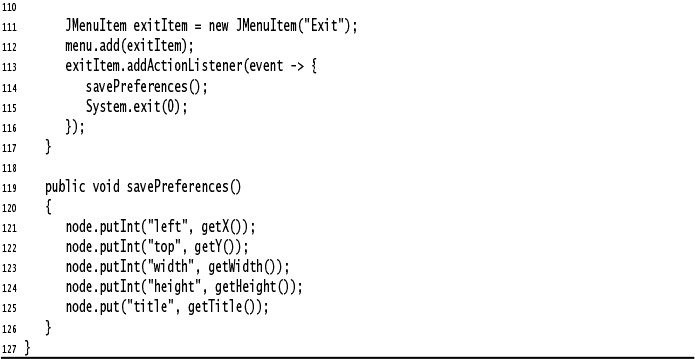 110
111 JMenuItem exitItem = new JMenuItem("Exit");
112 menu.add(exitItem);
113 exitItem.addActionListener(event -> {
114 savePreferences();
115 System.exit(0);
116 });
117 }
118
119 public void savePreferences()
120 {
121 node.putInt("left", getX());
122 node.putInt("top", getY());
123 node.putInt("width", getWidth());
124 node.putInt("height", getHeight());
125 node.put("title", getTitle());
126 }
127 }